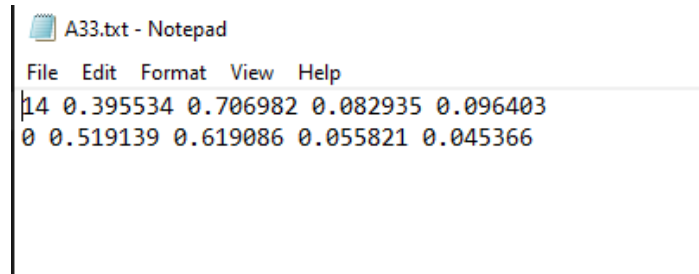 A33.txt - Notepad
File Edit Format View Help
14 0.395534 0.706982 0.082935 0.096403
0 0.519139 0.619086 0.055821 0.045366